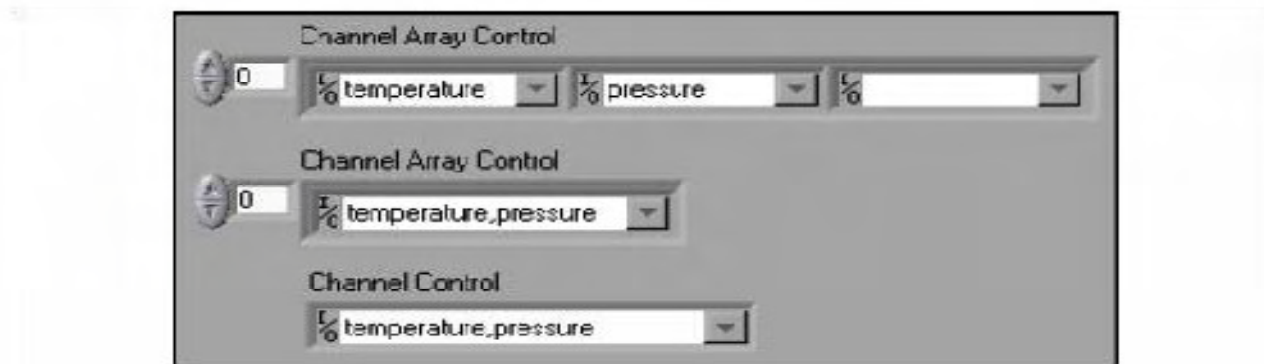 Channel Array Control
0 I/O temperature I/O pressure I/O
Channel Array Control
0 I/O temperature,pressure
Channel Control
I/O temperature,pressure